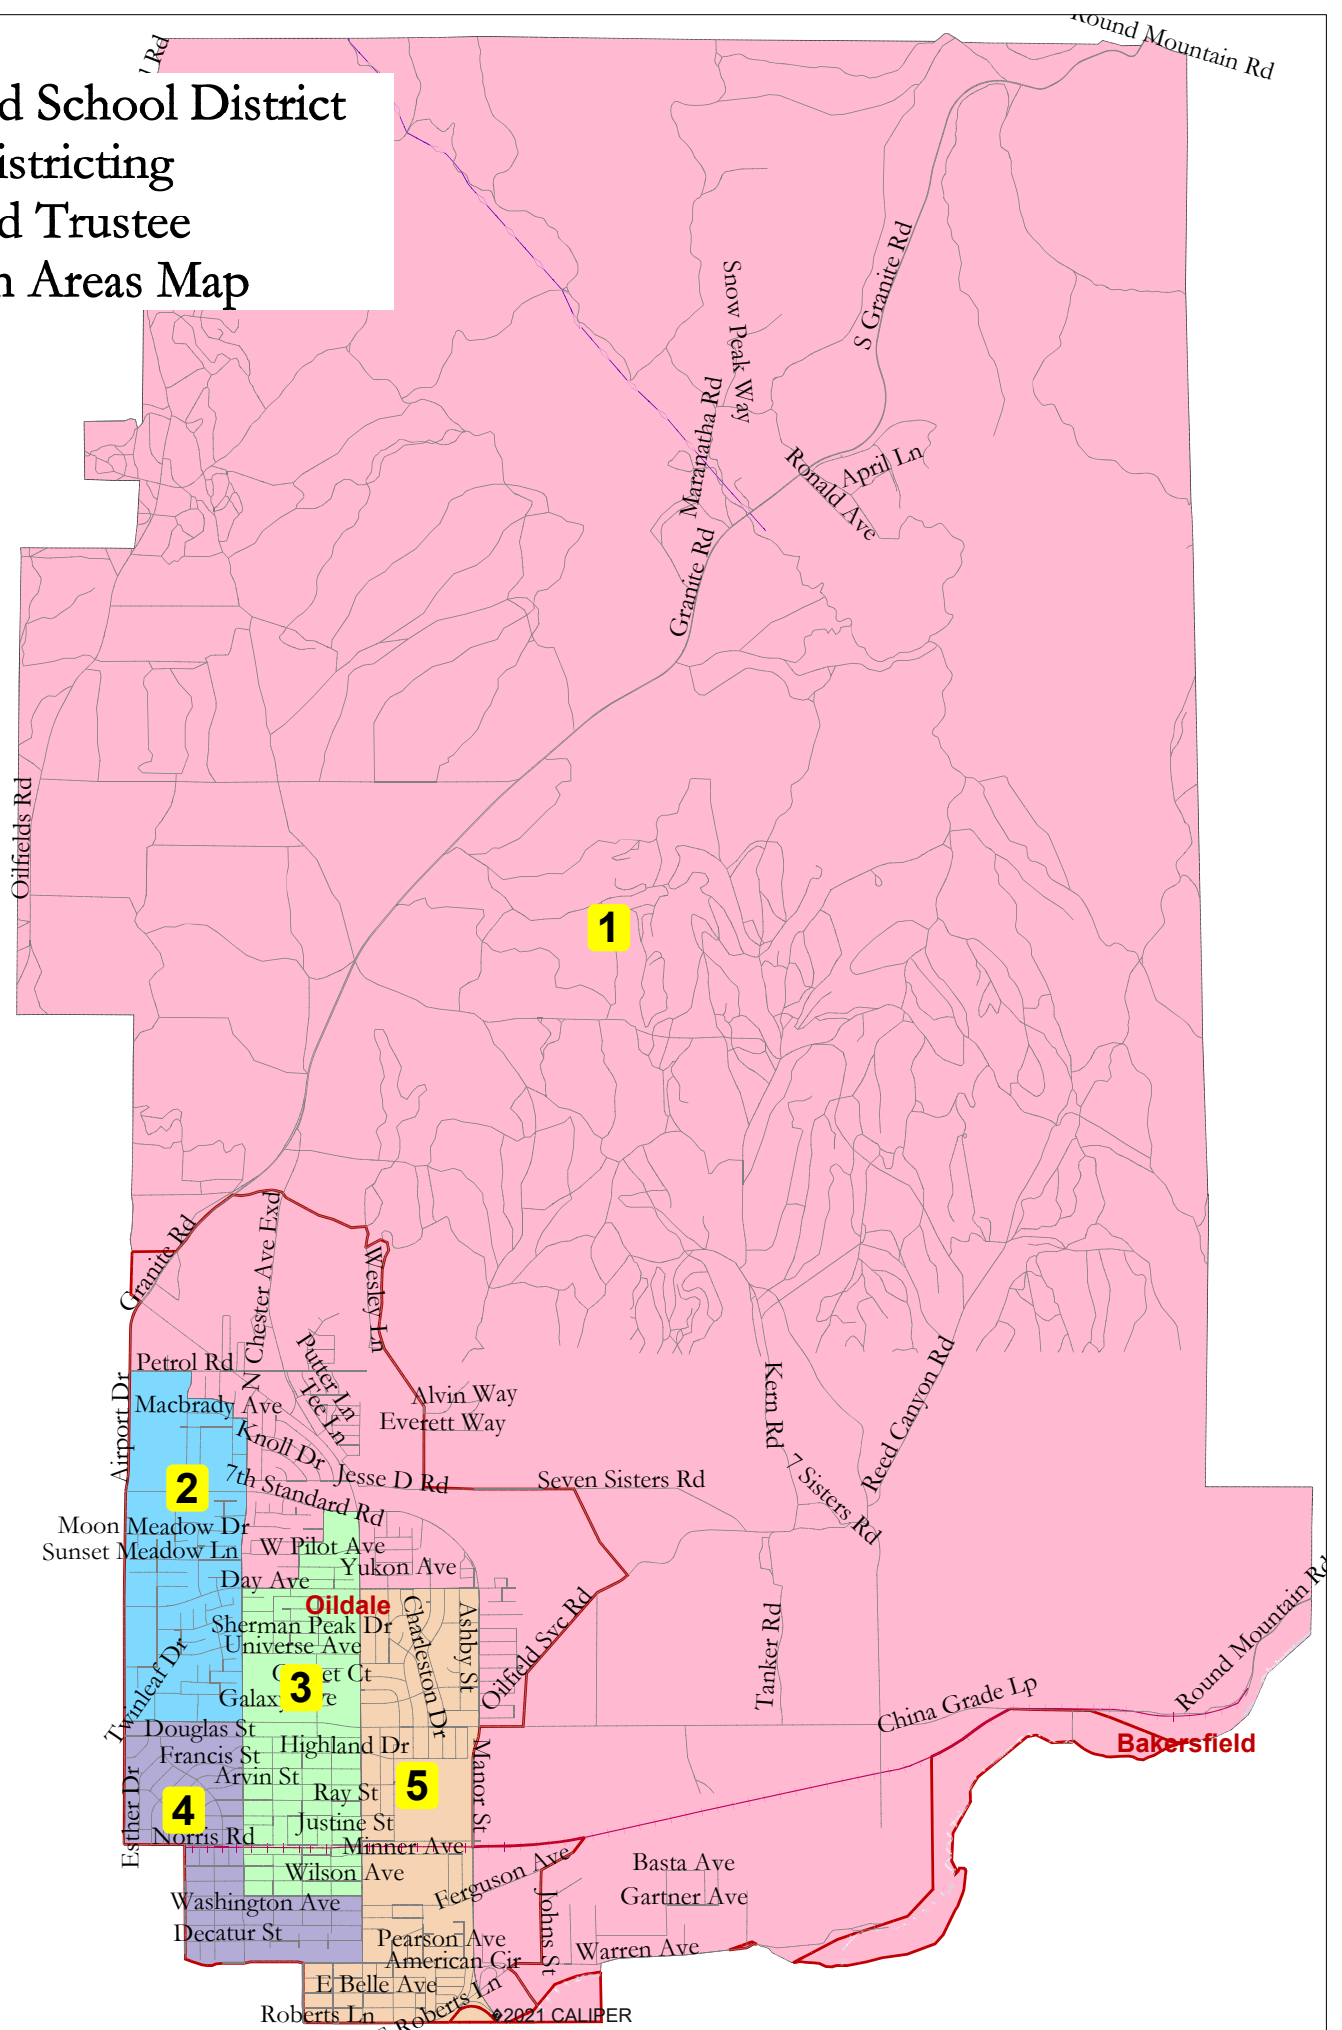 Round Mountain Rd
Rd
d School District
istricting
d Trustee
n Areas Map
S Granite Rd
Snow Peak Way
Maranatha Rd
April Ln
Ronald Ave
Granite Rd
Oilfields Rd
1
Granite Rd
N Chester Ave Exd
Wesley Ln
Petrol Rd
Putter Ln
Tee Ln
Airport Dr
Macbrady Ave
Alvin Way
Everett Way
Kern Rd
Reed Canyon Rd
Knoll Dr
7th Standard Rd
Jesse D Rd
Seven Sisters Rd
7 Sisters Rd
2
Moon Meadow Dr
Sunset Meadow Ln
W Pilot Ave
Yukon Ave
Day Ave
Oildale
Sherman Peak Dr
Universe Ave
Charleston Dr
Ashby St
Oilfield Svc Rd
Tanker Rd
Round Mountain Rd
Twinleaf Dr
et Ct
Galaxy
3
China Grade Lp
Bakersfield
Douglas St
Francis St
Highland Dr
Arvin St
Manor St
Ray St
5
4
Esther Dr
Justine St
Norris Rd
Minner Ave
Wilson Ave
Ferguson Ave
Basta Ave
Gartner Ave
Washington Ave
Johns St
Decatur St
Pearson Ave
Warren Ave
American Cir
E Belle Ave
Roberts Ln
E Roberts Ln
2021 CALIPER